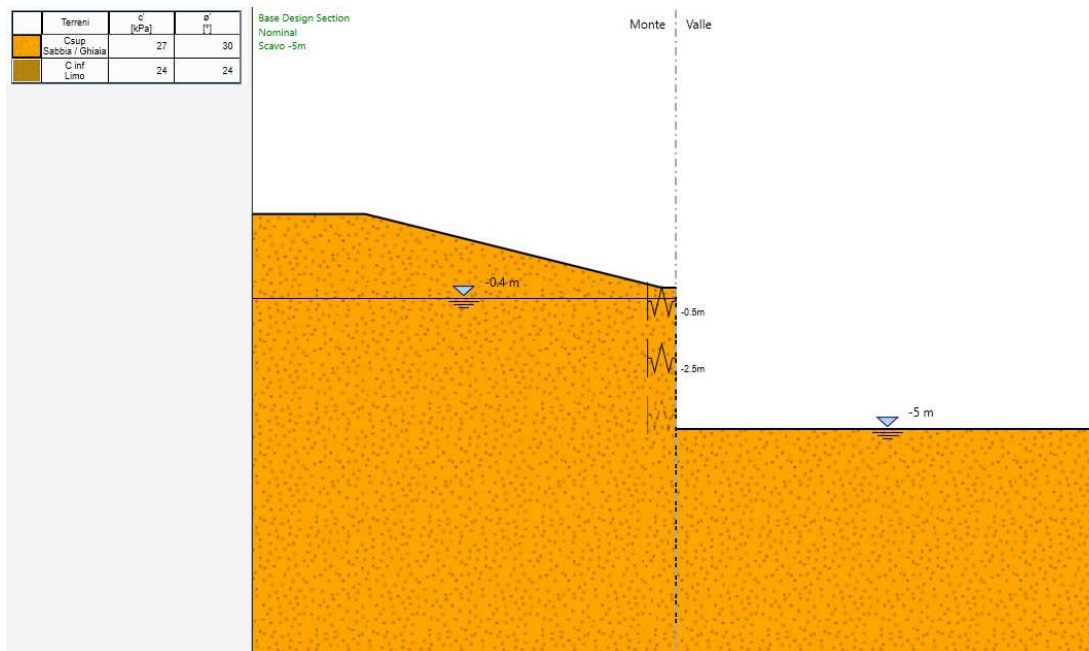 Terreni c' ø'
[kPa] [°]
Csup 27 30
Sabbia / Ghiaia
C inf 24 24
Limo
Base Design Section
Nominal
Scavo -5m
Monte Valle
-0.4 m
-0.5m
-2.5m
-5 m